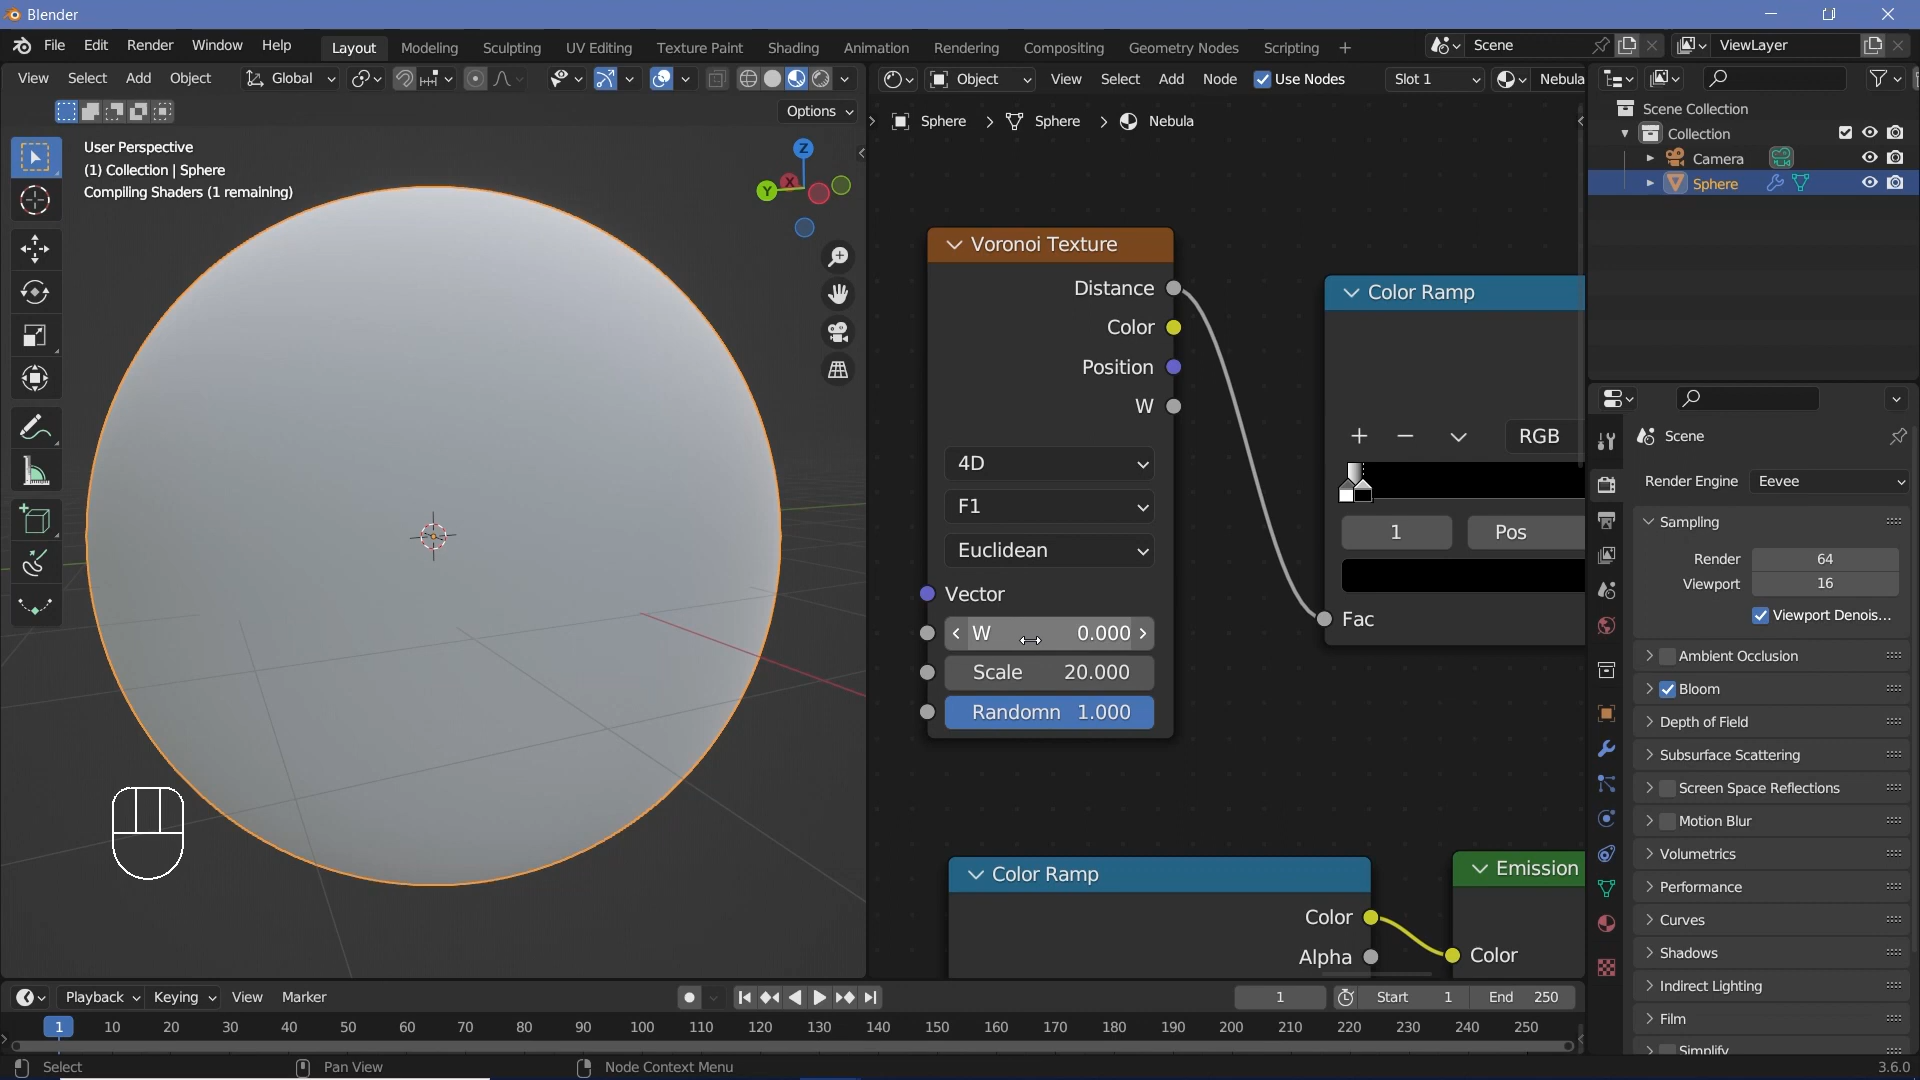 Blender
File Edit Render Window Help Layout Modeling Sculpting UV Editing Texture Paint Shading Animation Rendering Compositing Geometry Nodes Scripting + Scene ViewLayer
View Select Add Object Global Object View Select Add Node Use Nodes Slot 1 Nebula
Options
Scene Collection
Sphere > Sphere > Nebula
Collection
User Perspective
(1) Collection | Sphere
Compiling Shaders (1 remaining)
Z
X
Y
Camera
Sphere
Voronoi Texture
Distance
Color
Position
W
4D
F1
Euclidean
Vector
W 0.000
Scale 20.000
Randomn 1.000
Color Ramp
+ − RGB
1 Pos
Fac
Color Ramp
Color
Alpha
Emission
Color
Scene
Render Engine Eevee
Sampling
Render 64
Viewport 16
Viewport Denois...
Ambient Occlusion
Bloom
Depth of Field
Subsurface Scattering
Screen Space Reflections
Motion Blur
Volumetrics
Performance
Curves
Shadows
Indirect Lighting
Film
Simplify
Playback Keying View Marker 1 Start 1 End 250
1 10 20 30 40 50 60 70 80 90 100 110 120 130 140 150 160 170 180 190 200 210 220 230 240 250
Select Pan View Node Context Menu 3.6.0